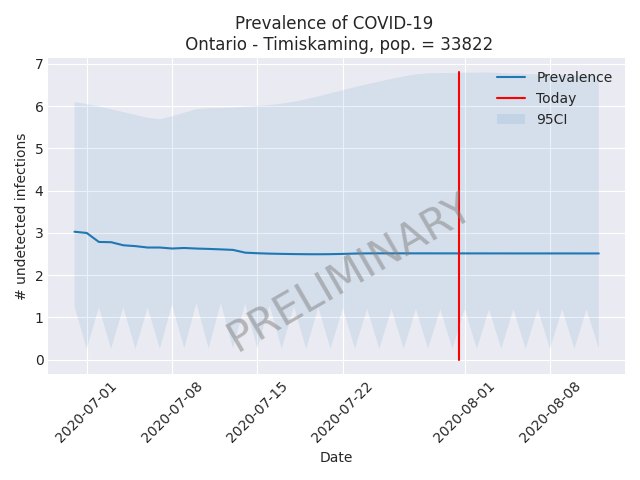 Prevalence of COVID-19
Ontario - Timiskaming, pop. = 33822
7
6
5
4
3
2
1
0
# undetected infections
Prevalence
Today
95CI
PRELIMINARY
2020-07-01
2020-07-08
2020-07-15
2020-07-22
2020-08-01
2020-08-08
Date